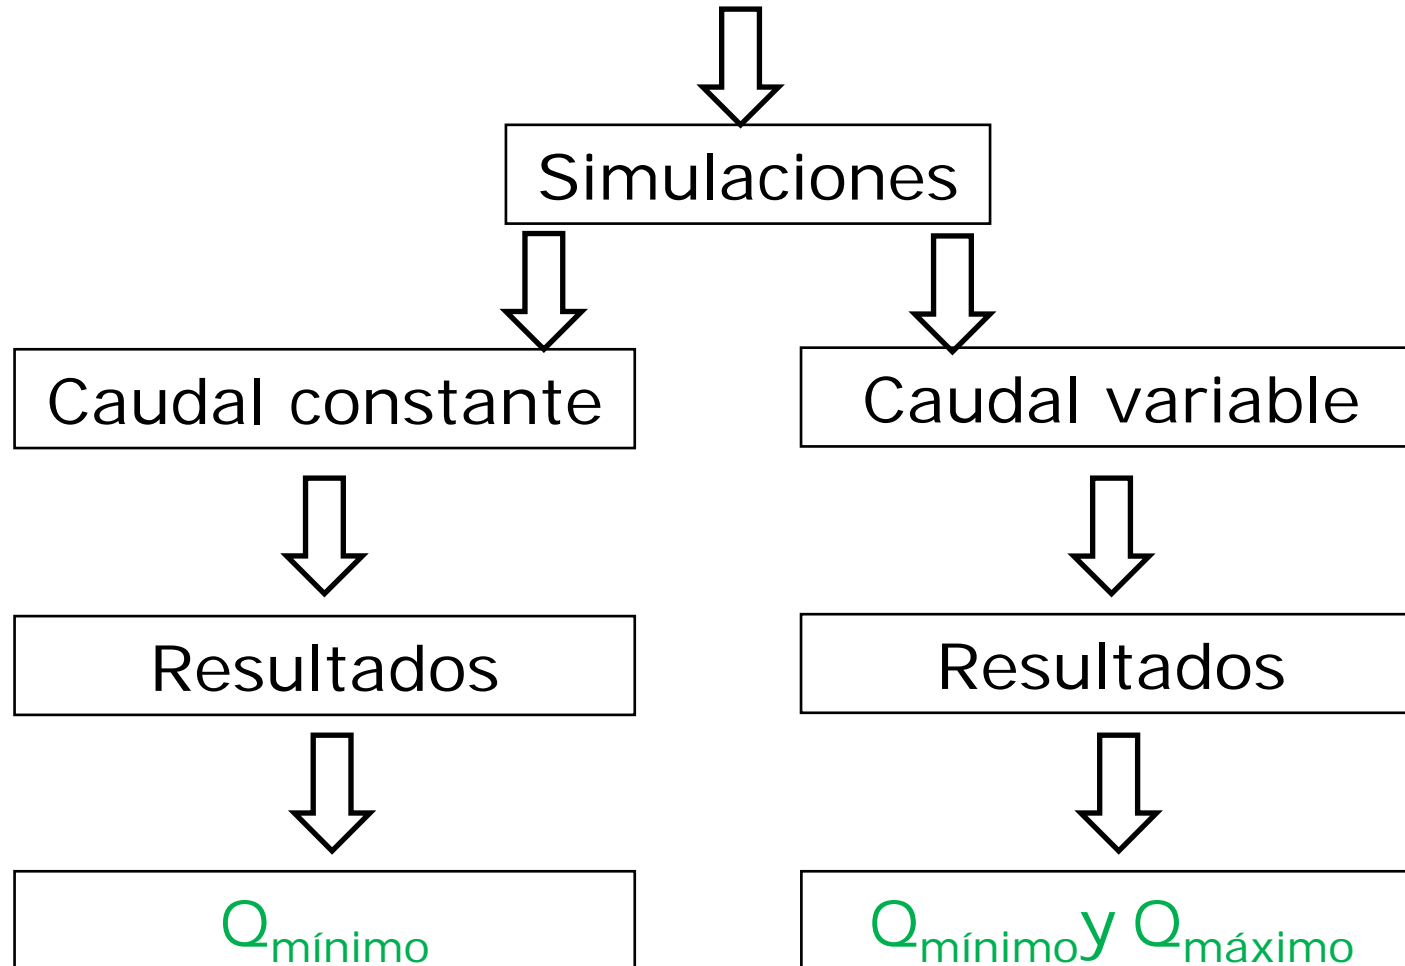 Simulaciones
Caudal constante
Caudal variable
Resultados
Resultados
Qmínimo
Qmínimo y Qmáximo